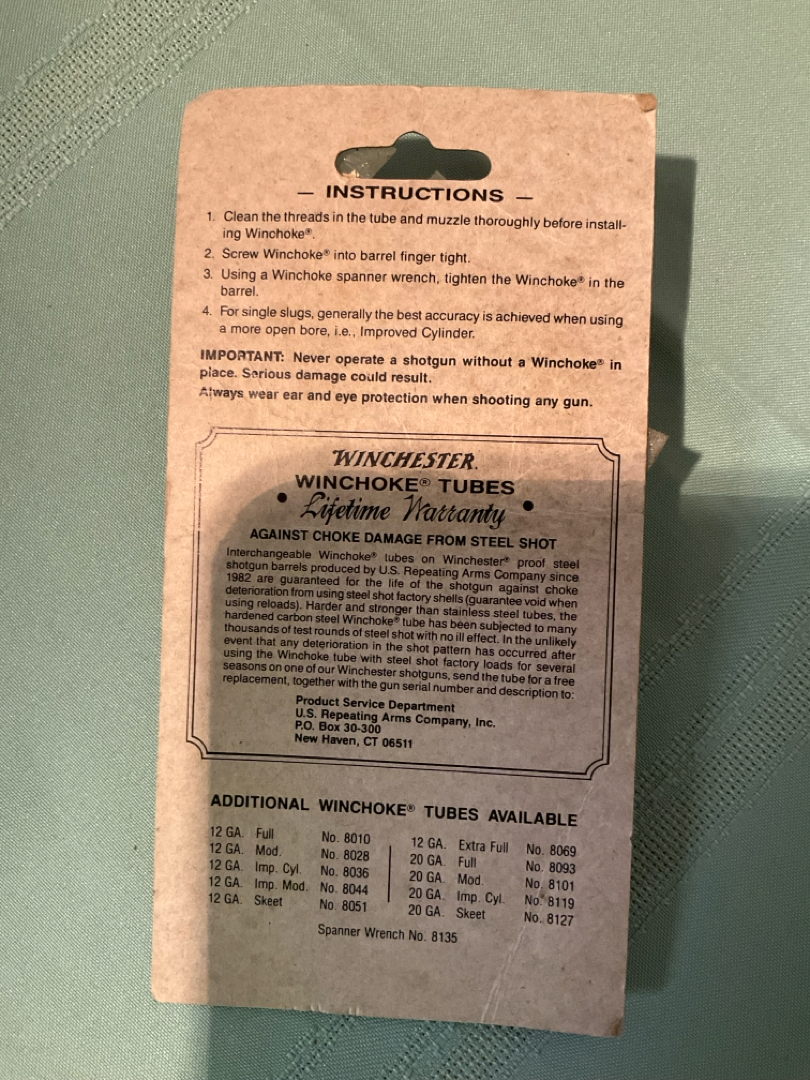 — INSTRUCTIONS —
1. Clean the threads in the tube and muzzle thoroughly before install-
ing Winchoke®.
2. Screw Winchoke® into barrel finger tight.
3. Using a Winchoke spanner wrench, tighten the Winchoke® in the
barrel.
4. For single slugs, generally the best accuracy is achieved when using
a more open bore, i.e., Improved Cylinder.
IMPORTANT: Never operate a shotgun without a Winchoke® in
place. Serious damage could result.
Always wear ear and eye protection when shooting any gun.
WINCHESTER.
WINCHOKE® TUBES
• Lifetime Warranty •
AGAINST CHOKE DAMAGE FROM STEEL SHOT
Interchangeable Winchoke® tubes on Winchester® proof steel
shotgun barrels produced by U.S. Repeating Arms Company since
1982 are guaranteed for the life of the shotgun against choke
deterioration from using steel shot factory shells (guarantee void when
using reloads). Harder and stronger than stainless steel tubes, the
hardened carbon steel Winchoke® tube has been subjected to many
thousands of test rounds of steel shot with no ill effect. In the unlikely
event that any deterioration in the shot pattern has occurred after
using the Winchoke tube with steel shot factory loads for several
seasons on one of our Winchester shotguns, send the tube for a free
replacement, together with the gun serial number and description to:
Product Service Department
U.S. Repeating Arms Company, Inc.
P.O. Box 30-300
New Haven, CT 06511
ADDITIONAL WINCHOKE® TUBES AVAILABLE
12 GA. Full No. 8010
12 GA. Mod. No. 8028
12 GA. Imp. Cyl. No. 8036
12 GA. Imp. Mod. No. 8044
12 GA. Skeet No. 8051
12 GA. Extra Full No. 8069
20 GA. Full No. 8093
20 GA. Mod. No. 8101
20 GA. Imp. Cyl. No. 8119
20 GA. Skeet No. 8127
Spanner Wrench No. 8135